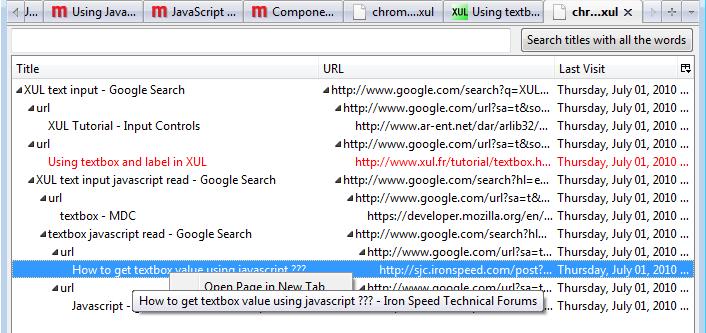 J... Using Java... JavaScript ... Compone... chrom....xul Using textb... chr...xul
Search titles with all the words
Title URL Last Visit
XUL text input - Google Search http://www.google.com/search?q=XUL... Thursday, July 01, 2010 ...
url http://www.google.com/url?sa=t&so... Thursday, July 01, 2010 ...
XUL Tutorial - Input Controls http://www.ar-ent.net/dar/arlib32/... Thursday, July 01, 2010 ...
url http://www.google.com/url?sa=t&so... Thursday, July 01, 2010 ...
Using textbox and label in XUL http://www.xul.fr/tutorial/textbox.h... Thursday, July 01, 2010 ...
XUL text input javascript read - Google Search http://www.google.com/search?hl=e... Thursday, July 01, 2010 ...
url http://www.google.com/url?sa=t&... Thursday, July 01, 2010 ...
textbox - MDC https://developer.mozilla.org/en/... Thursday, July 01, 2010 ...
textbox javascript read - Google Search http://www.google.com/search?hl... Thursday, July 01, 2010 ...
url http://www.google.com/url?sa=t... Thursday, July 01, 2010 ...
How to get textbox value using javascript ??? http://sjc.ironspeed.com/post?... Thursday, July 01, 2010 ...
url http://www.google.com/url?sa=t... Thursday, July 01, 2010 ...
Open Page in New Tab
How to get textbox value using javascript ??? - Iron Speed Technical Forums
Javascript - Thursday, July 01, 2010 ...